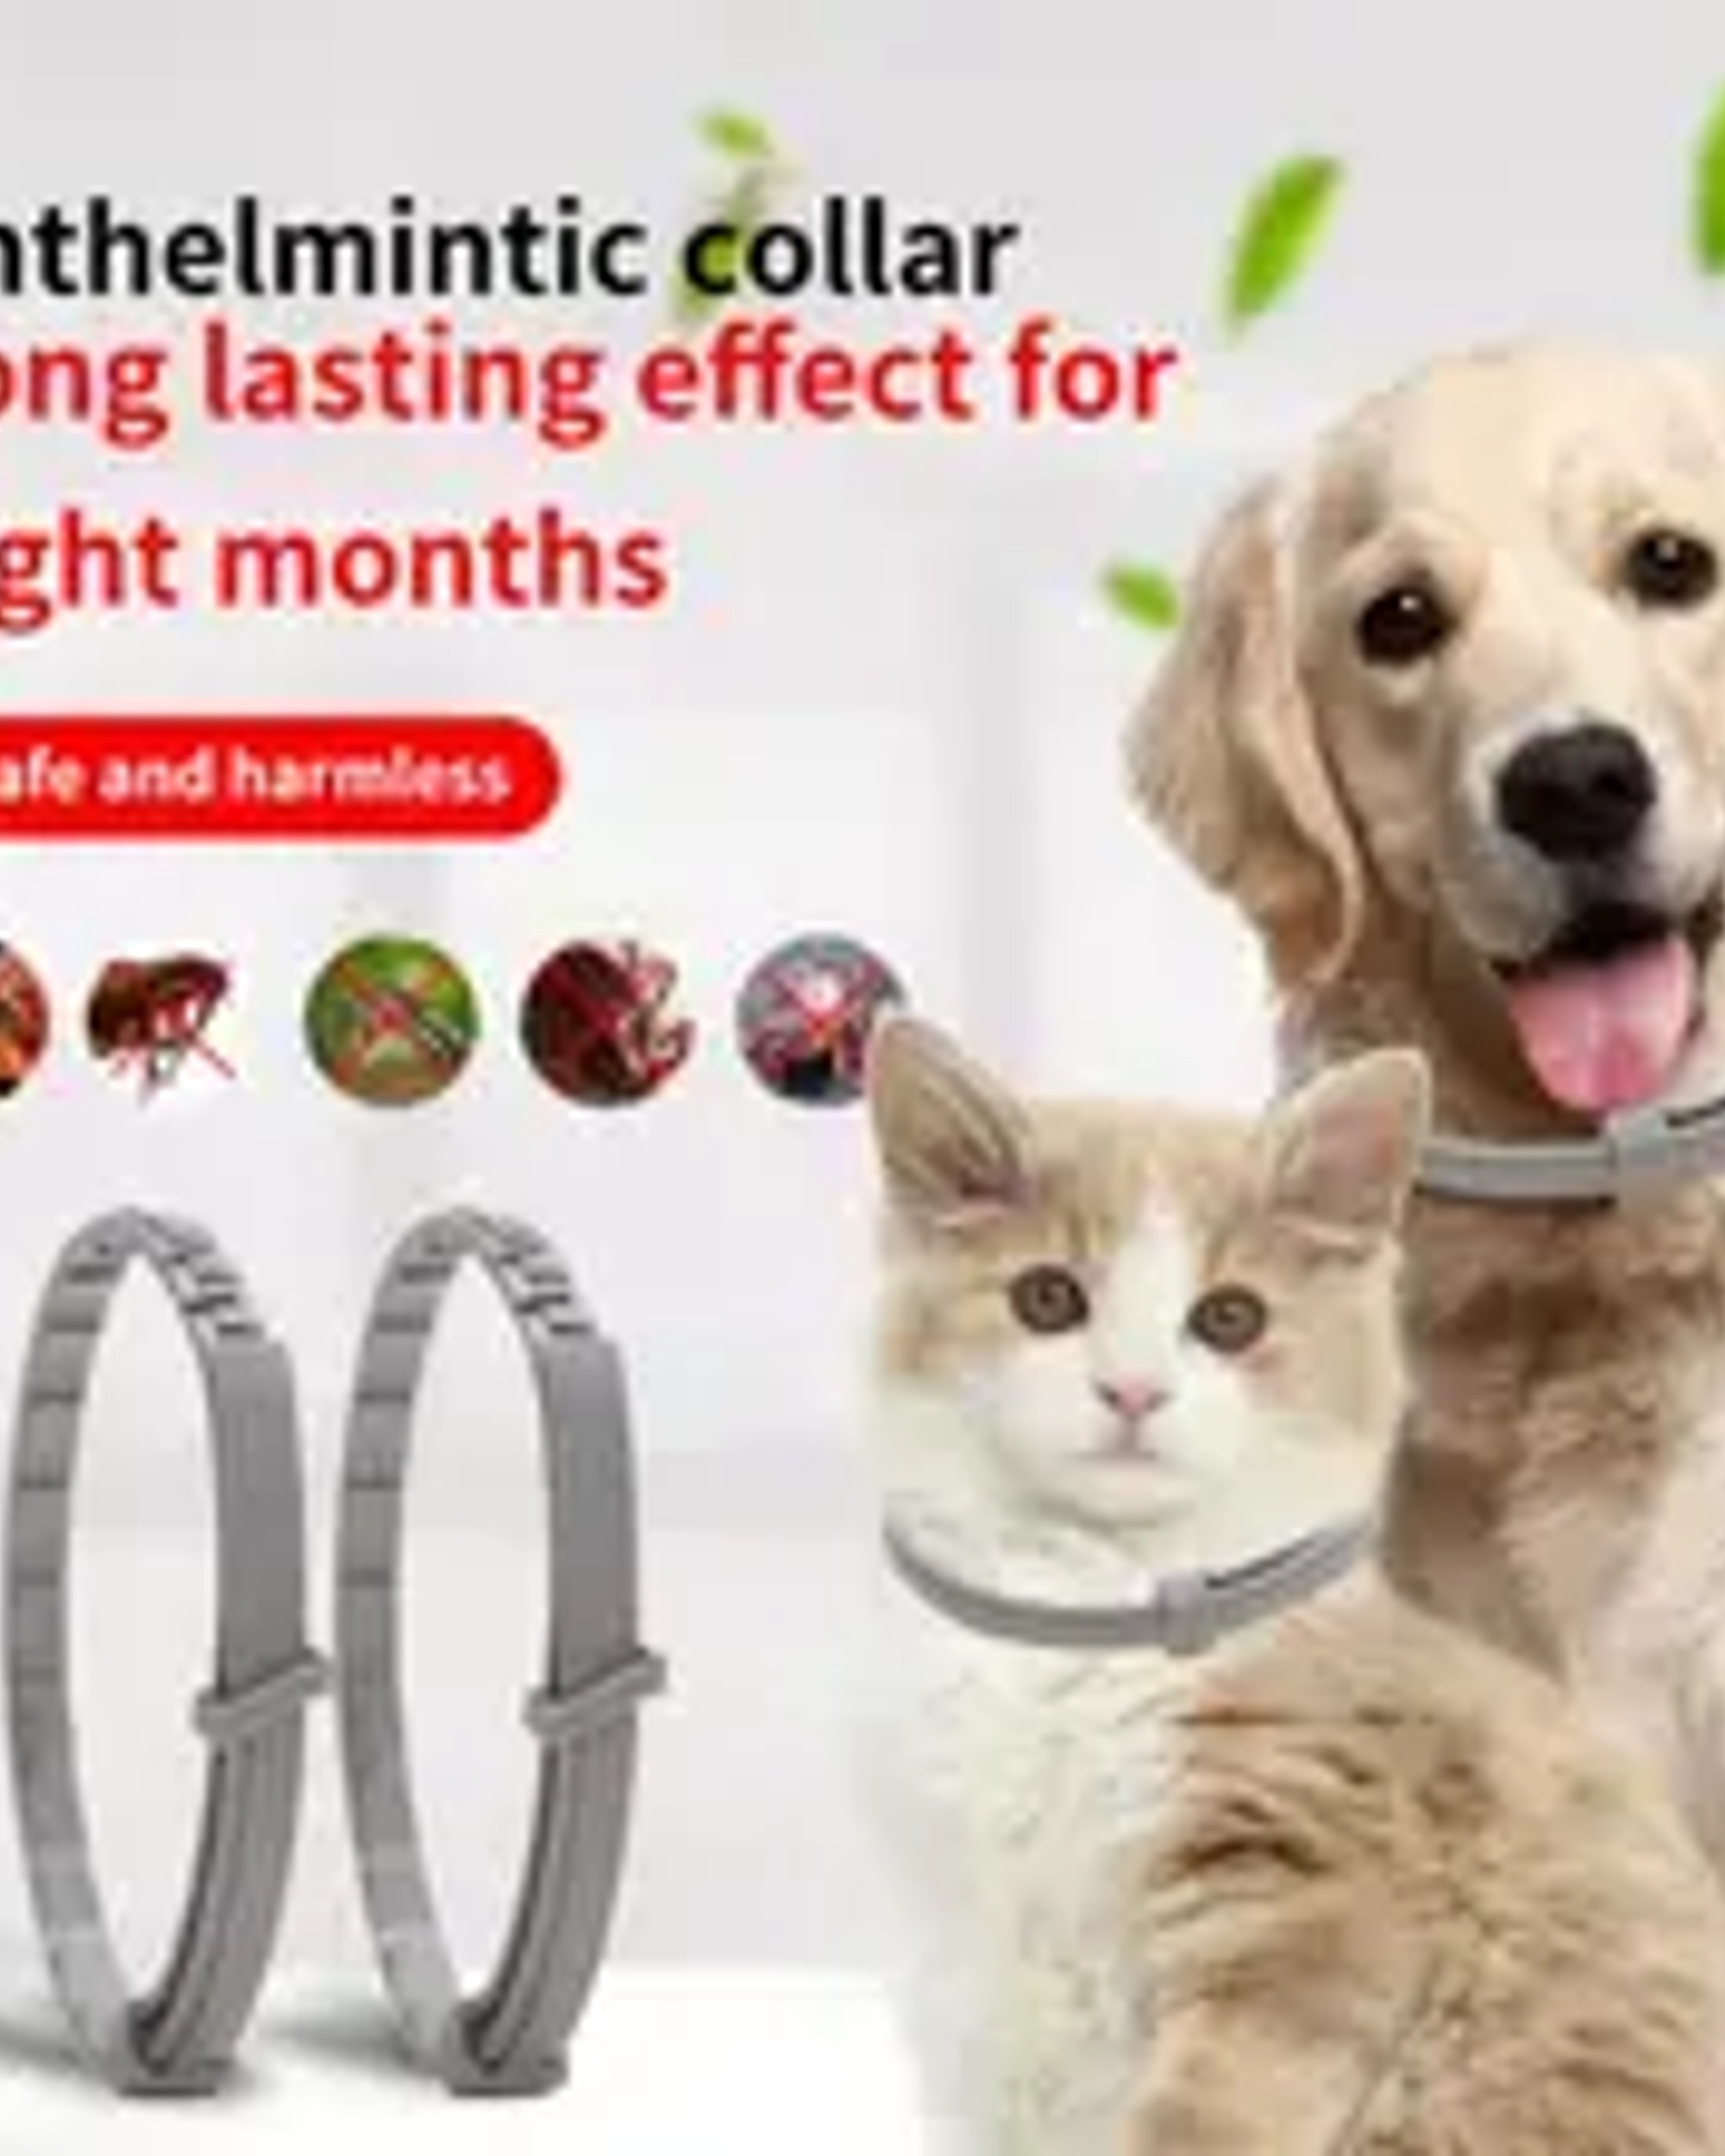 nthelmintic collar
ong lasting effect for
ght months
afe and harmless